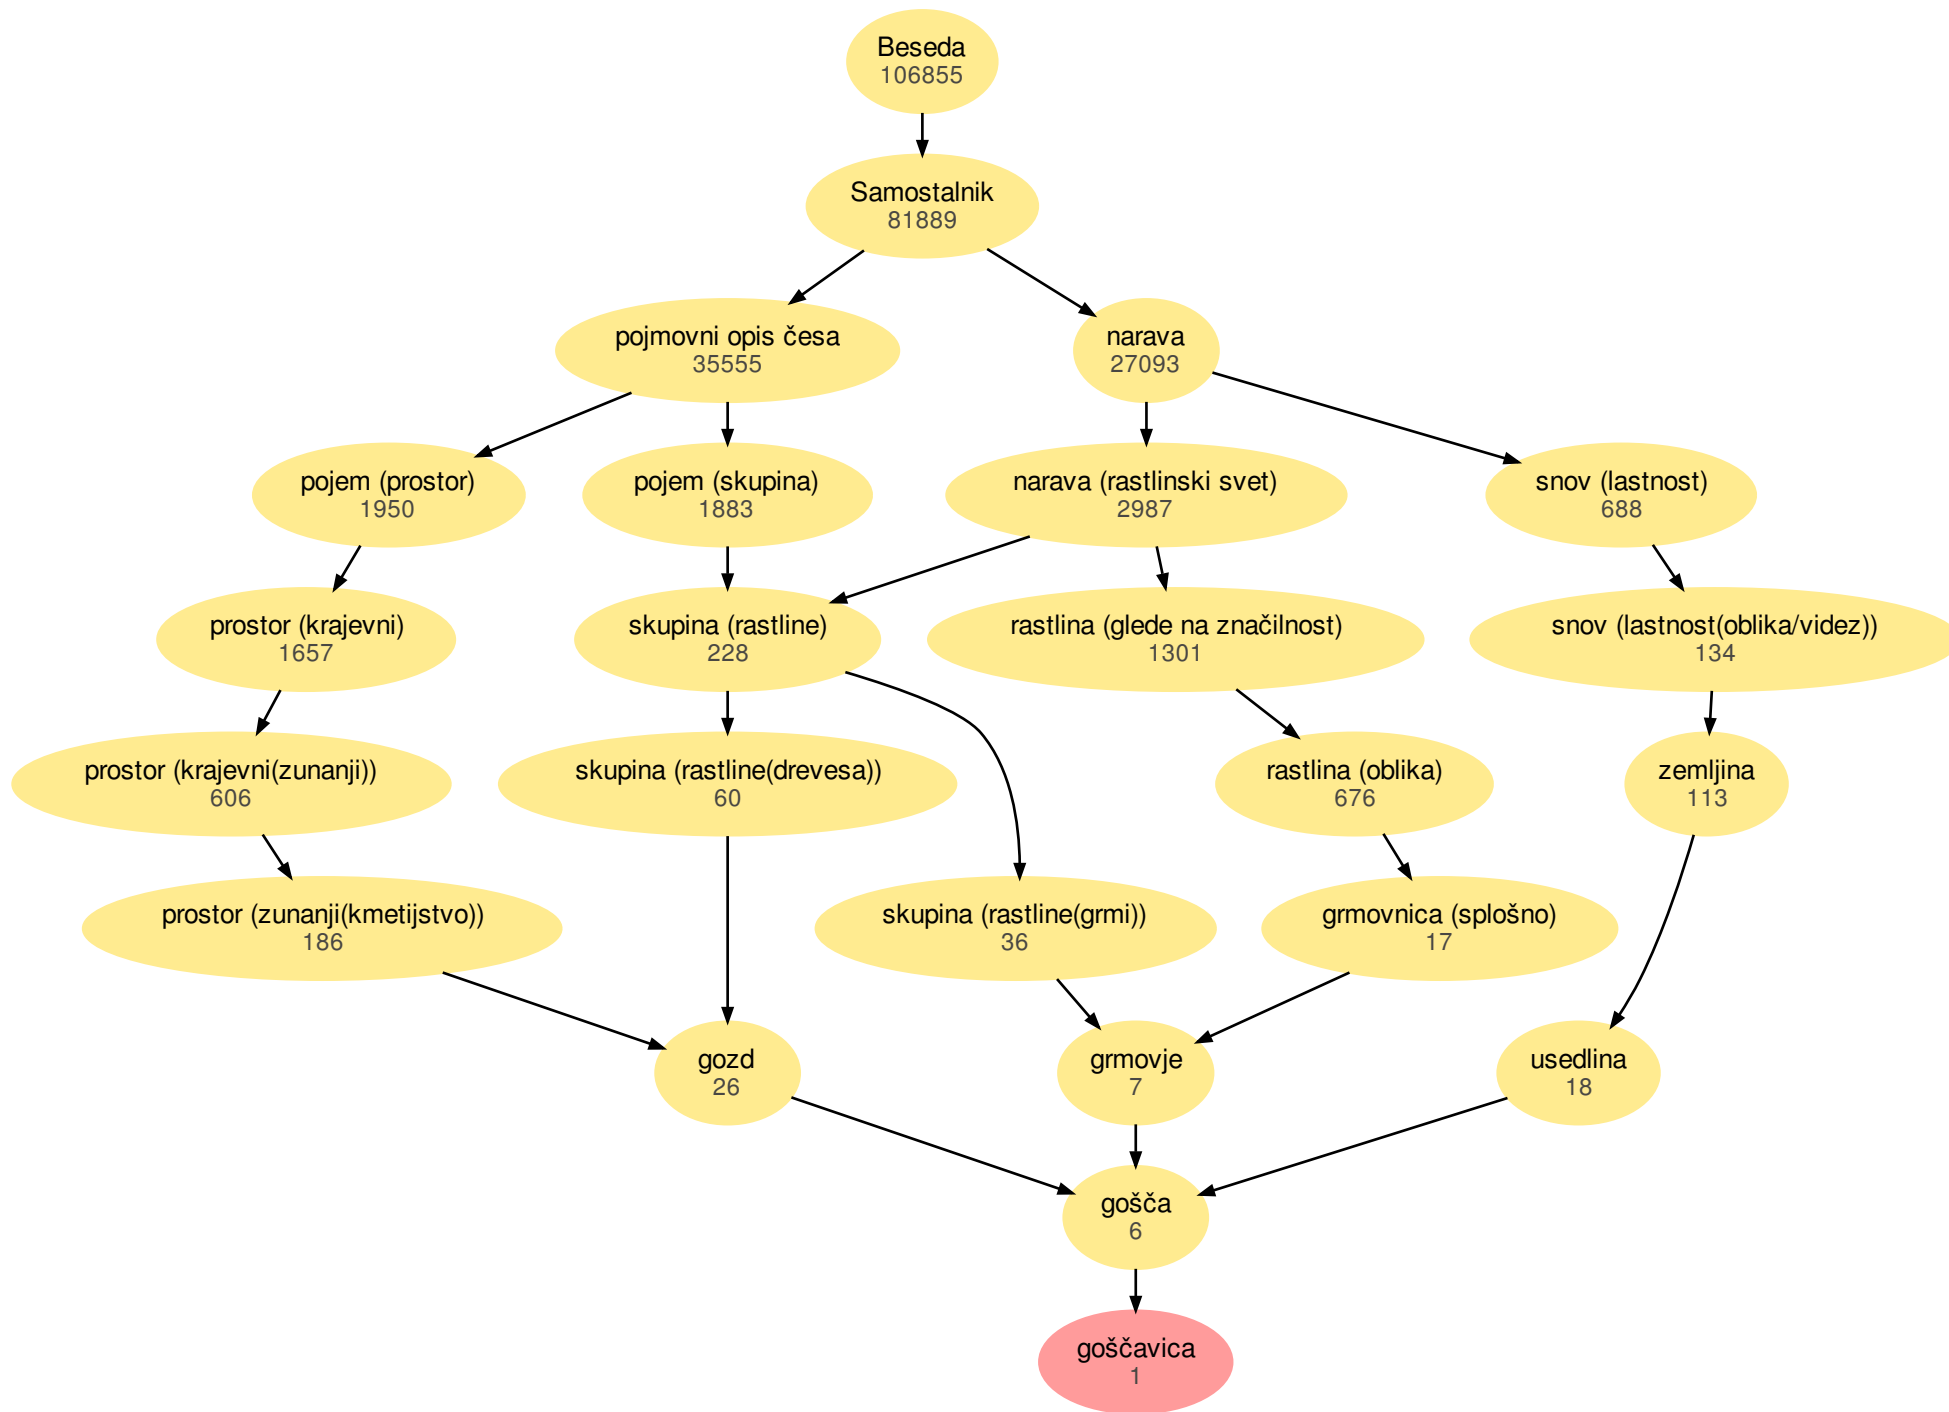 Beseda
106855
Samostalnik
81889
pojmovni opis česa
35555
narava
27093
pojem (prostor)
1950
pojem (skupina)
1883
narava (rastlinski svet)
2987
snov (lastnost)
688
prostor (krajevni)
1657
skupina (rastline)
228
rastlina (glede na značilnost)
1301
snov (lastnost(oblika/videz))
134
prostor (krajevni(zunanji))
606
skupina (rastline(drevesa))
60
rastlina (oblika)
676
zemljina
113
prostor (zunanji(kmetijstvo))
186
skupina (rastline(grmi))
36
grmovnica (splošno)
17
gozd
26
grmovje
7
usedlina
18
gošča
6
goščavica
1